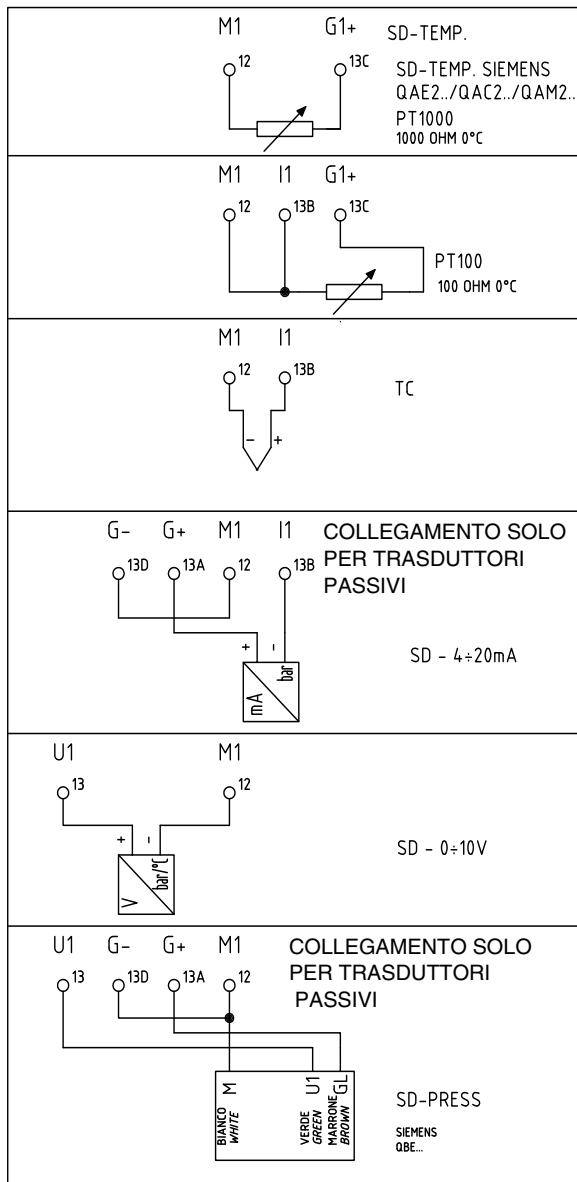 M1 G1+ SD-TEMP.
12 13C SD-TEMP. SIEMENS
QAE2../QAC2../QAM2..
PT1000
1000 OHM 0°C
M1 I1 G1+
12 13B 13C
PT100
100 OHM 0°C
M1 I1
12 13B
TC
- +
G- G+ M1 I1 COLLEGAMENTO SOLO
13D 13A 12 13B PER TRASDUTTORI
PASSIVI
+ -
SD - 4÷20mA
mA bar
U1 M1
13 12
+ -
SD - 0÷10V
V bar/°C
U1 G- G+ M1 COLLEGAMENTO SOLO
13 13D 13A 12 PER TRASDUTTORI
PASSIVI
M U1 GL
BIANCO VERDE MARRONE
WHITE GREEN BROWN
SD-PRESS
SIEMENS
QBE...